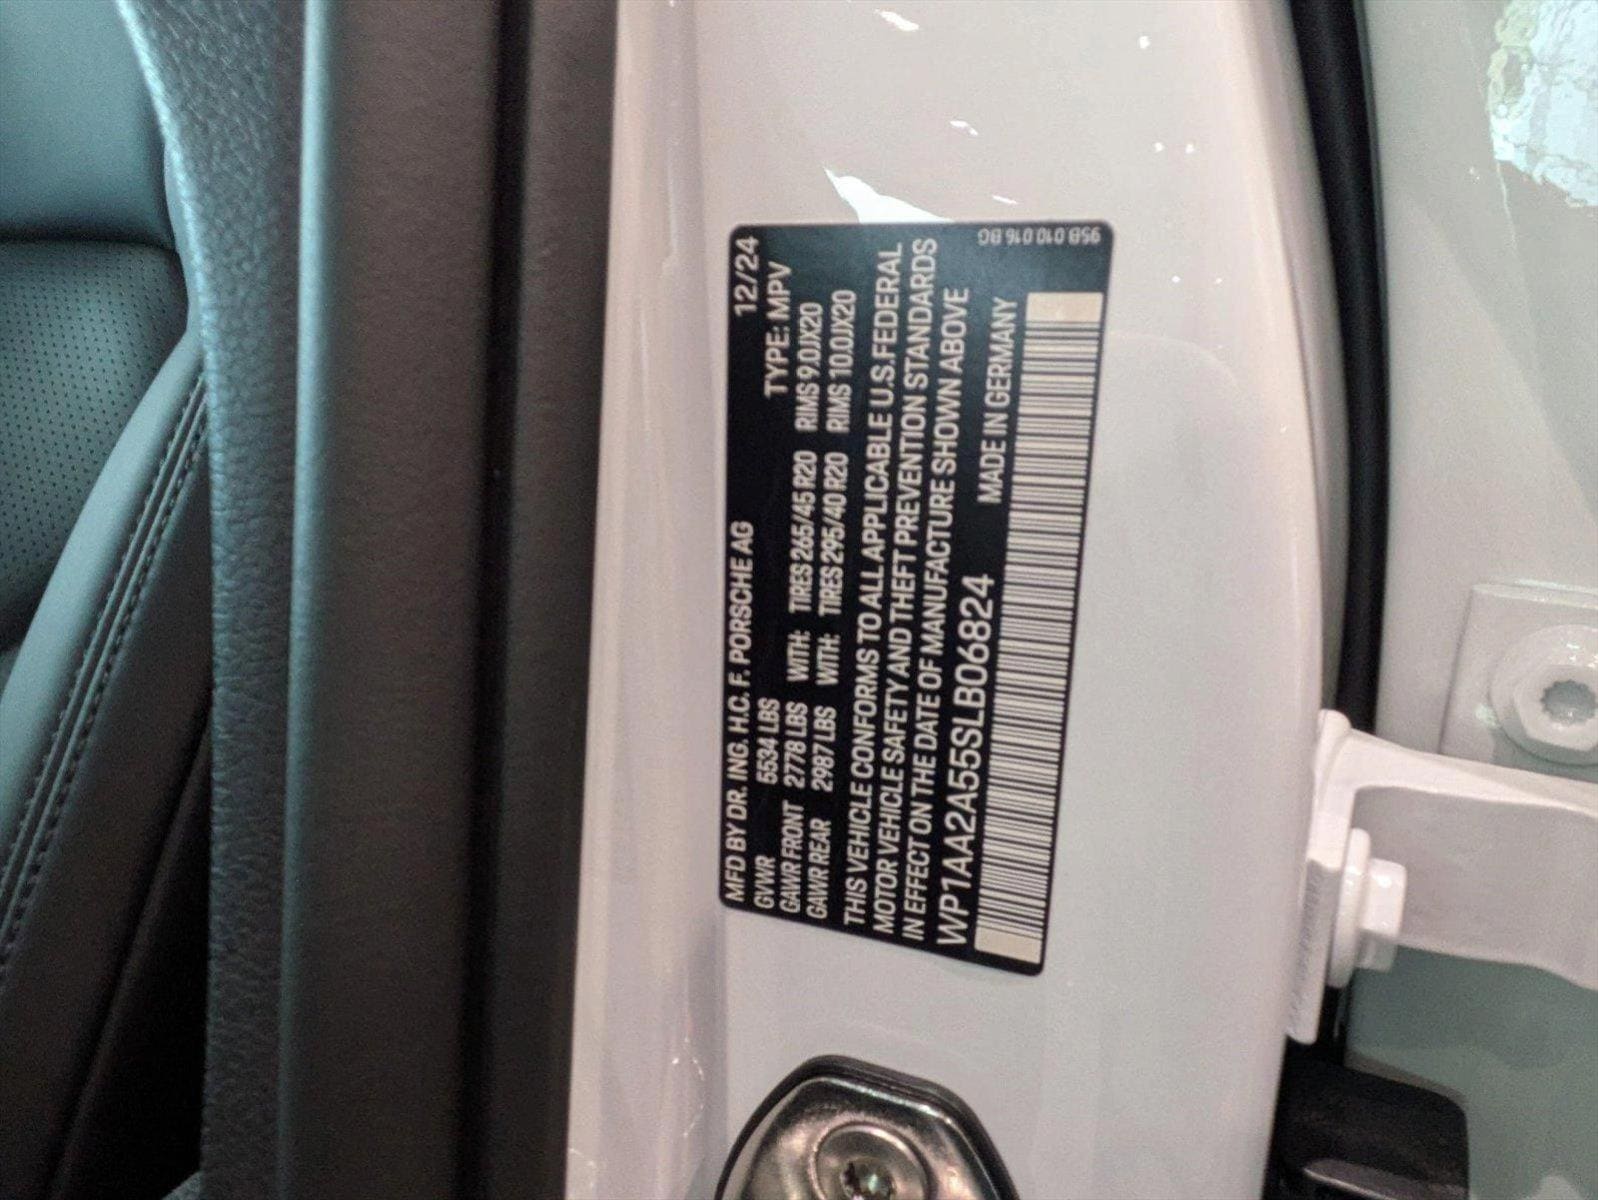 MFD BY DR. ING. H.C. F. PORSCHE AG 12/24
GVWR 5534 LBS TYPE: MPV
GAWR FRONT 2778 LBS WITH: TIRES 265/45 R20 RIMS 9.0JX20
GAWR REAR 2987 LBS WITH: TIRES 295/40 R20 RIMS 10.0JX20
THIS VEHICLE CONFORMS TO ALL APPLICABLE U.S. FEDERAL
MOTOR VEHICLE SAFETY AND THEFT PREVENTION STANDARDS
IN EFFECT ON THE DATE OF MANUFACTURE SHOWN ABOVE
WP1AA2A55SLB06824 MADE IN GERMANY
95B 010 016 BC